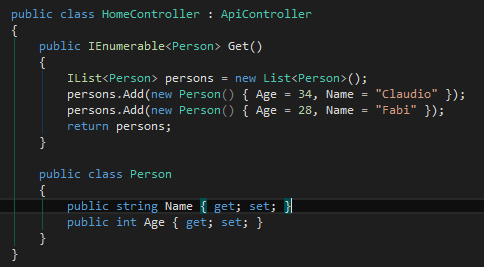 public class HomeController : ApiController
{
    public IEnumerable<Person> Get()
    {
        IList<Person> persons = new List<Person>();
        persons.Add(new Person() { Age = 34, Name = "Claudio" });
        persons.Add(new Person() { Age = 28, Name = "Fabi" });
        return persons;
    }

    public class Person
    {
        public string Name { get; set; }
        public int Age { get; set; }
    }
}